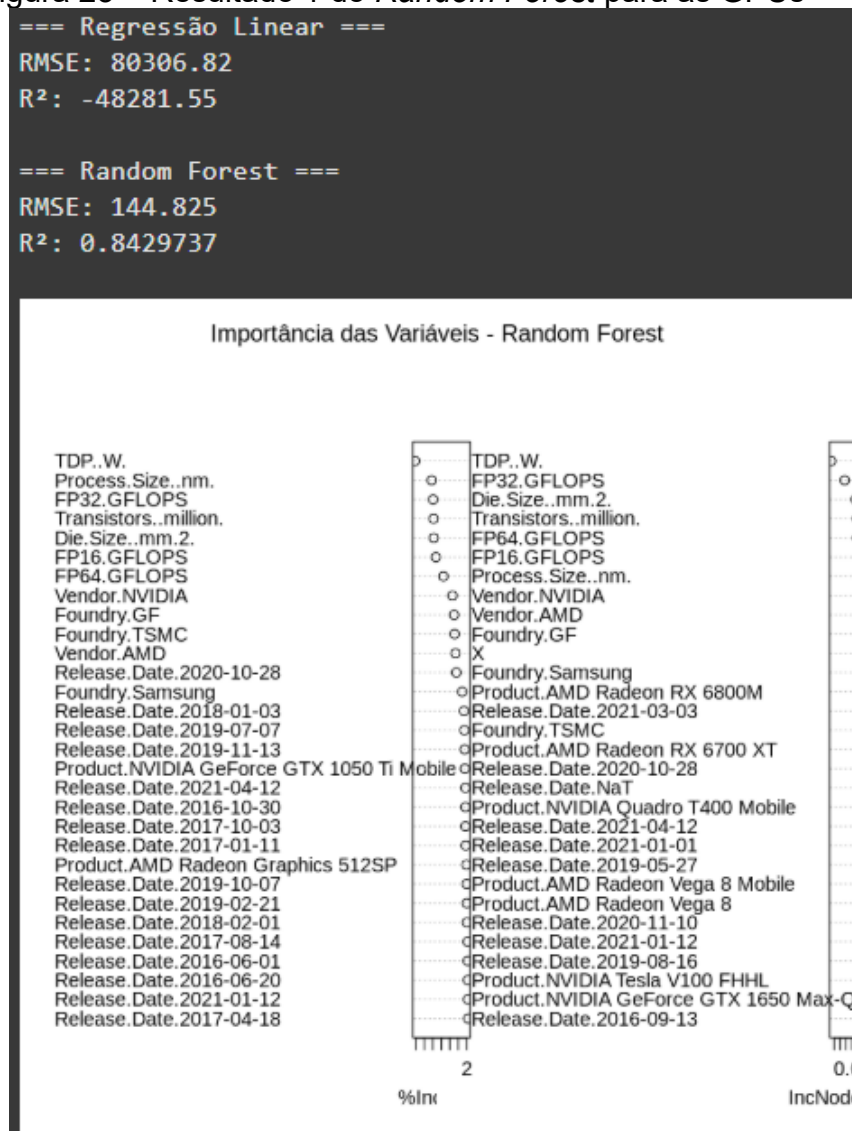 === Regressão Linear ===
RMSE: 80306.82
R²: -48281.55
=== Random Forest ===
RMSE: 144.825
R²: 0.8429737
Importância das Variáveis - Random Forest
TDP..W.
Process.Size..nm.
FP32.GFLOPS
Transistors..million.
Die.Size..mm.2.
FP16.GFLOPS
FP64.GFLOPS
Vendor.NVIDIA
Foundry.GF
Foundry.TSMC
Vendor.AMD
Release.Date.2020-10-28
Foundry.Samsung
Release.Date.2018-01-03
Release.Date.2019-07-07
Release.Date.2019-11-13
Product.NVIDIA GeForce GTX 1050 Ti Mobile
Release.Date.2021-04-12
Release.Date.2016-10-30
Release.Date.2017-10-03
Release.Date.2017-01-11
Product.AMD Radeon Graphics 512SP
Release.Date.2019-10-07
Release.Date.2019-02-21
Release.Date.2018-02-01
Release.Date.2017-08-14
Release.Date.2016-06-01
Release.Date.2016-06-20
Release.Date.2021-01-12
Release.Date.2017-04-18
2
%Inc
TDP..W.
FP32.GFLOPS
Die.Size..mm.2.
Transistors..million.
FP64.GFLOPS
FP16.GFLOPS
Process.Size..nm.
Vendor.NVIDIA
Vendor.AMD
Foundry.GF
X
Foundry.Samsung
Product.AMD Radeon RX 6800M
Release.Date.2021-03-03
Foundry.TSMC
Product.AMD Radeon RX 6700 XT
Release.Date.2020-10-28
Release.Date.NaT
Product.NVIDIA Quadro T400 Mobile
Release.Date.2021-04-12
Release.Date.2021-01-01
Release.Date.2019-05-27
Product.AMD Radeon Vega 8 Mobile
Product.AMD Radeon Vega 8
Release.Date.2020-11-10
Release.Date.2021-01-12
Release.Date.2019-08-16
Product.NVIDIA Tesla V100 FHHL
Product.NVIDIA GeForce GTX 1650 Max-Q
Release.Date.2016-09-13
0.
IncNod